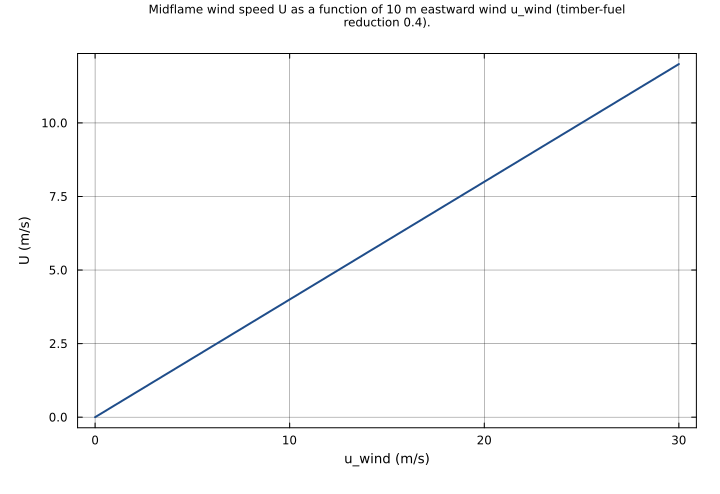 Midflame wind speed U as a function of 10 m eastward wind u_wind (timber-fuel
reduction 0.4).
10.0
7.5
5.0
2.5
0.0
U (m/s)
0 10 20 30
u_wind (m/s)